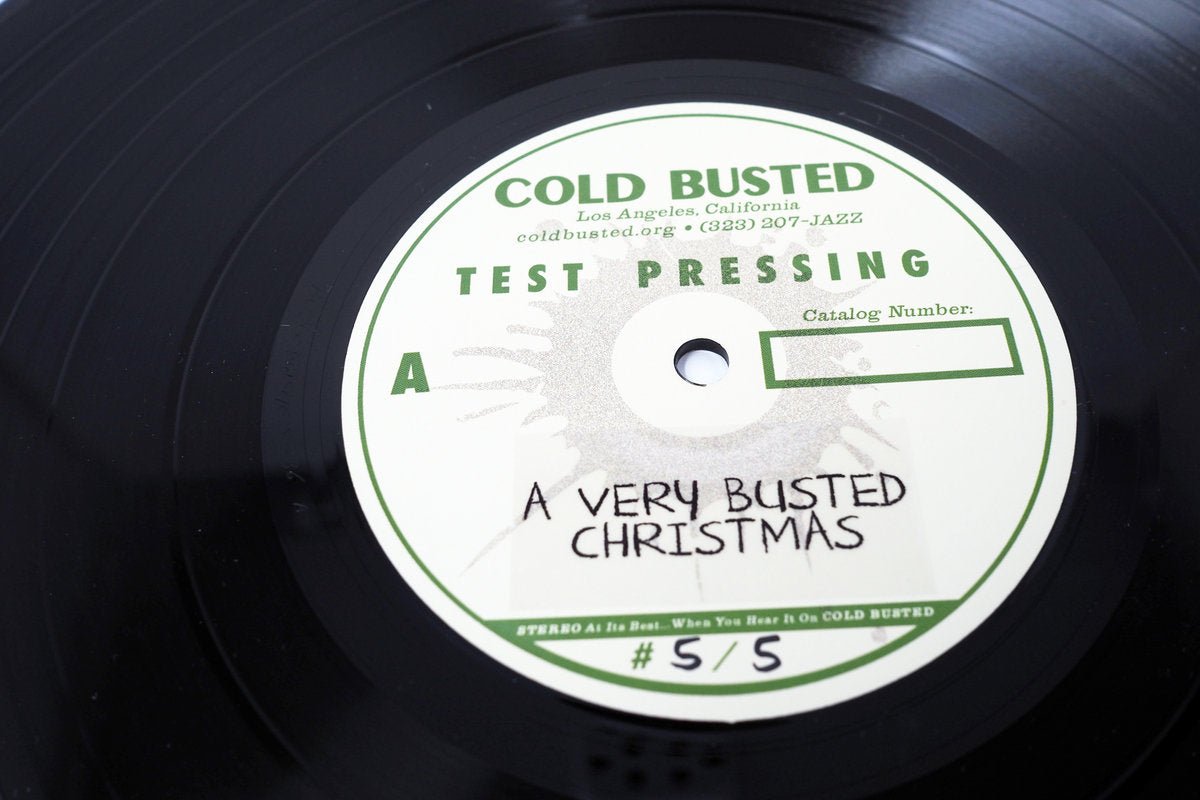 COLD BUSTED
Los Angeles, California
coldbusted.org • (323) 207-JAZZ
TEST PRESSING
Catalog Number:
A
A VERY BUSTED
CHRISTMAS
STEREO At Its Best...When You Hear It On COLD BUSTED
# 5 / 5